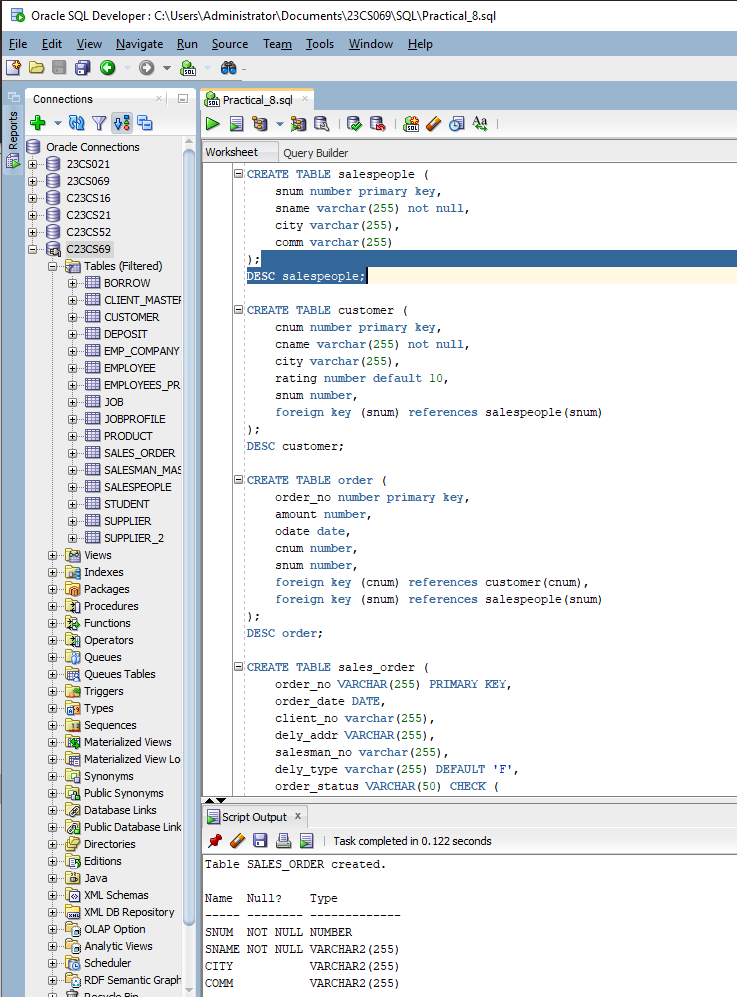 Oracle SQL Developer : C:\Users\Administrator\Documents\23CS069\SQL\Practical_8.sql
File Edit View Navigate Run Source Team Tools Window Help
Reports
Connections
Oracle Connections
23CS021
23CS069
C23CS16
C23CS21
C23CS52
C23CS69
Tables (Filtered)
BORROW
CLIENT_MASTER
CUSTOMER
DEPOSIT
EMP_COMPANY
EMPLOYEE
EMPLOYEES_PR
JOB
JOBPROFILE
PRODUCT
SALES_ORDER
SALESMAN_MAS
SALESPEOPLE
STUDENT
SUPPLIER
SUPPLIER_2
Views
Indexes
Packages
Procedures
Functions
Operators
Queues
Queues Tables
Triggers
Types
Sequences
Materialized Views
Materialized View Lo
Synonyms
Public Synonyms
Database Links
Public Database Link
Directories
Editions
Java
XML Schemas
XML DB Repository
OLAP Option
Analytic Views
Scheduler
RDF Semantic Graph
Recycle Bin
Practical_8.sql
Worksheet Query Builder
CREATE TABLE salespeople (
snum number primary key,
sname varchar(255) not null,
city varchar(255),
comm varchar(255)
);
DESC salespeople;
CREATE TABLE customer (
cnum number primary key,
cname varchar(255) not null,
city varchar(255),
rating number default 10,
snum number,
foreign key (snum) references salespeople(snum)
);
DESC customer;
CREATE TABLE order (
order_no number primary key,
amount number,
odate date,
cnum number,
snum number,
foreign key (cnum) references customer(cnum),
foreign key (snum) references salespeople(snum)
);
DESC order;
CREATE TABLE sales_order (
order_no VARCHAR(255) PRIMARY KEY,
order_date DATE,
client_no varchar(255),
dely_addr VARCHAR(255),
salesman_no varchar(255),
dely_type varchar(255) DEFAULT 'F',
order_status VARCHAR(50) CHECK (
Script Output
Task completed in 0.122 seconds
Table SALES_ORDER created.
Name Null? Type
----- -------- -------------
SNUM NOT NULL NUMBER
SNAME NOT NULL VARCHAR2(255)
CITY VARCHAR2(255)
COMM VARCHAR2(255)